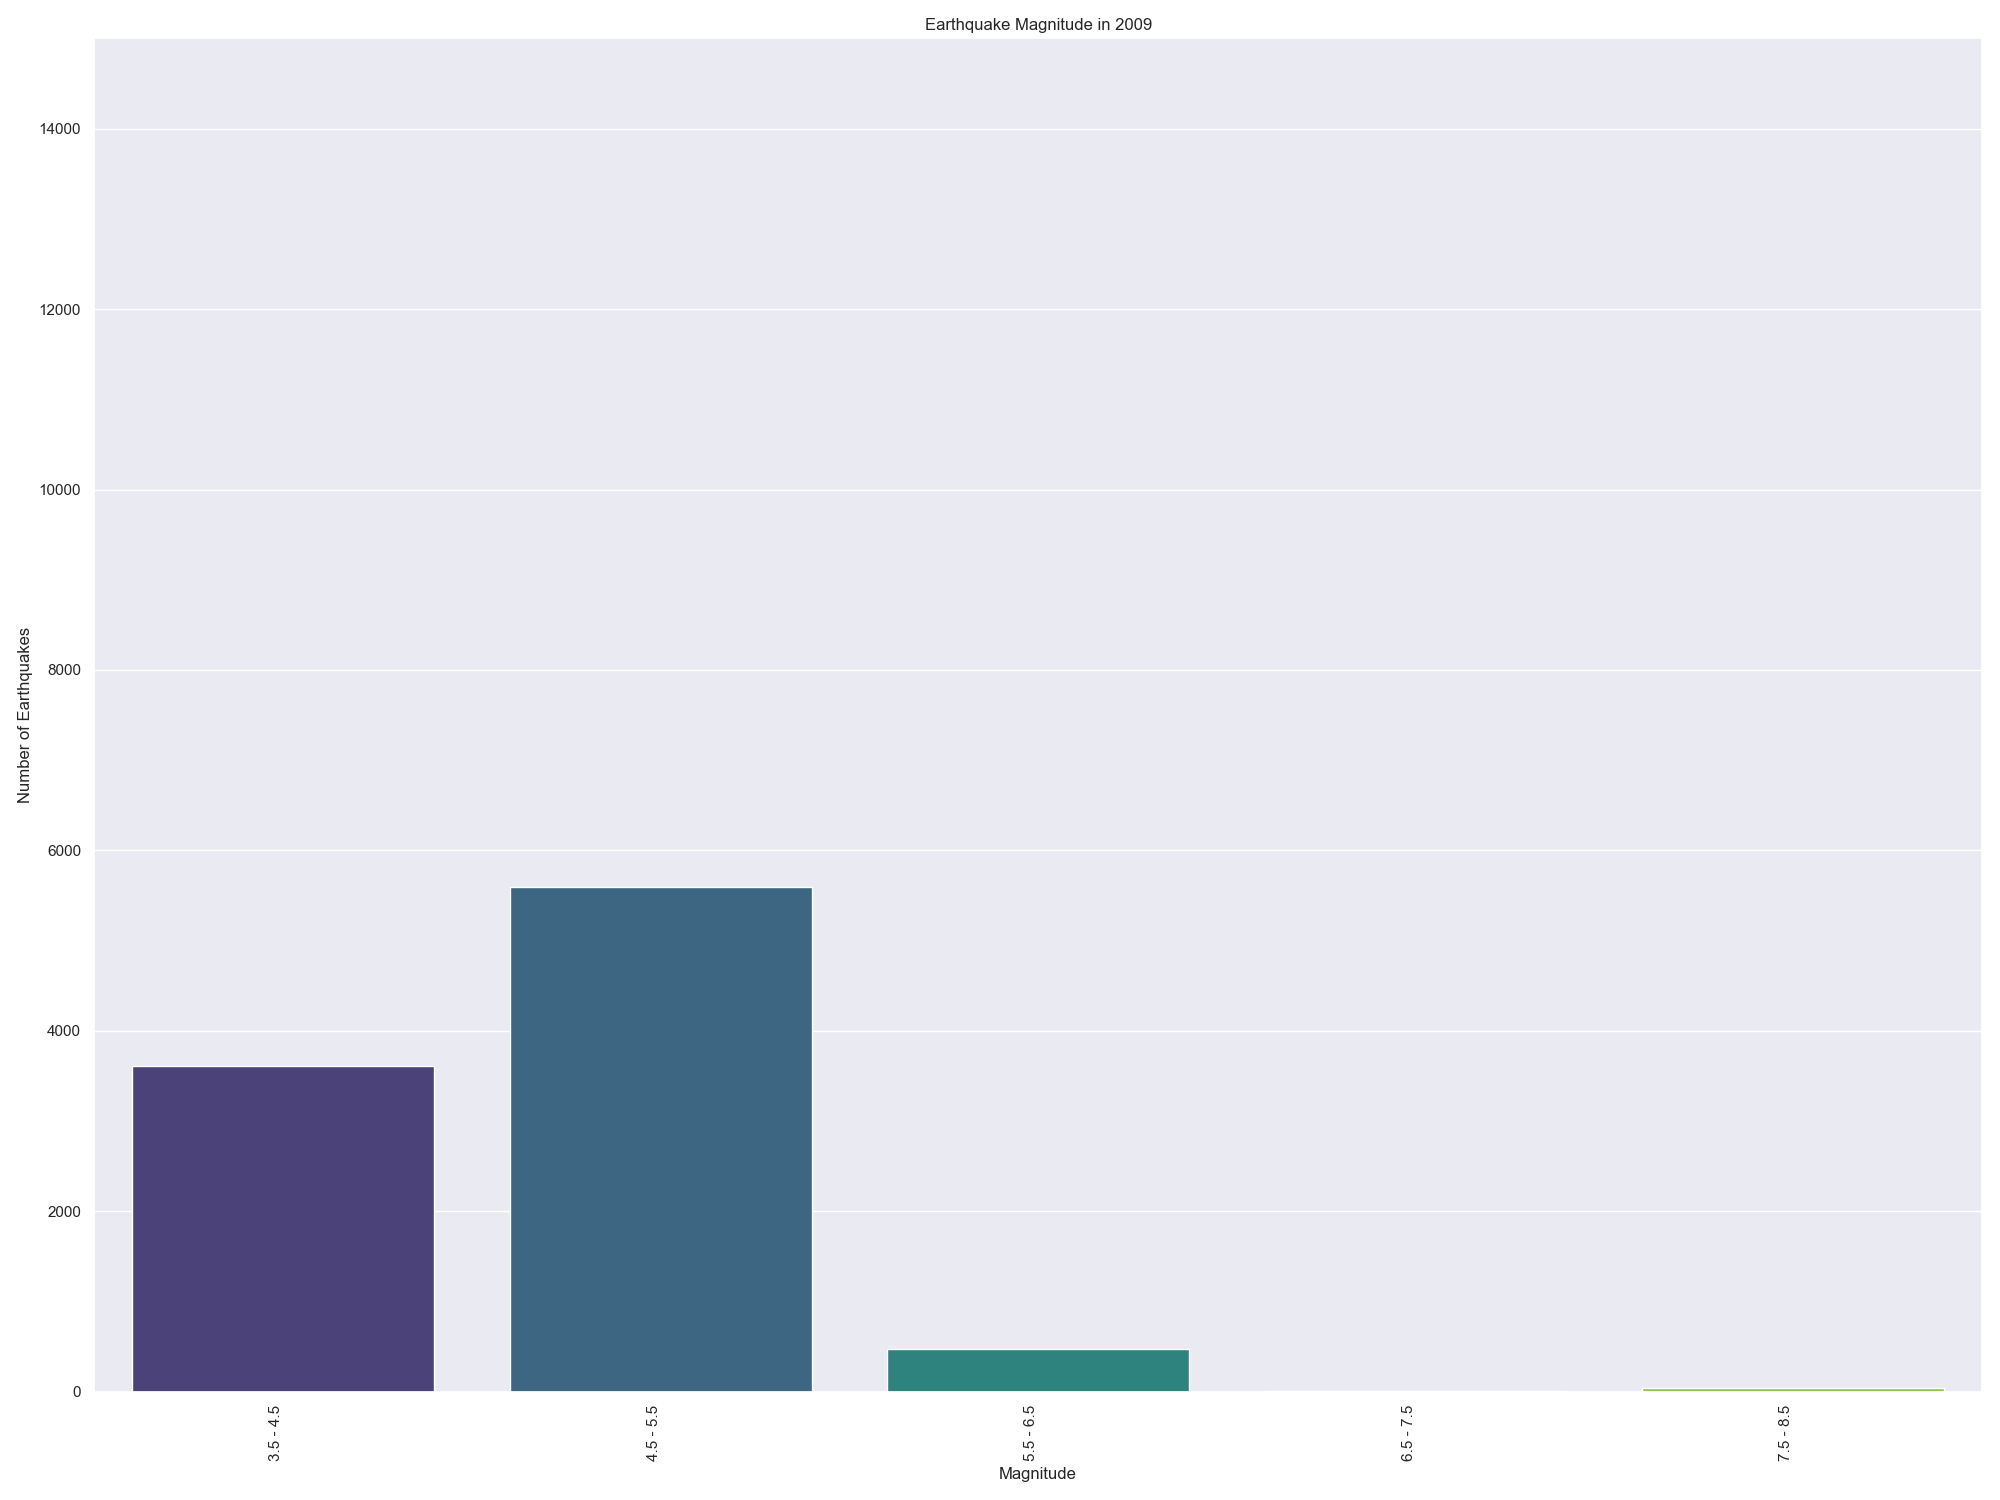 Earthquake Magnitude in 2009
Number of Earthquakes
14000
12000
10000
8000
6000
4000
2000
0
3.5 - 4.5
4.5 - 5.5
5.5 - 6.5
6.5 - 7.5
7.5 - 8.5
Magnitude